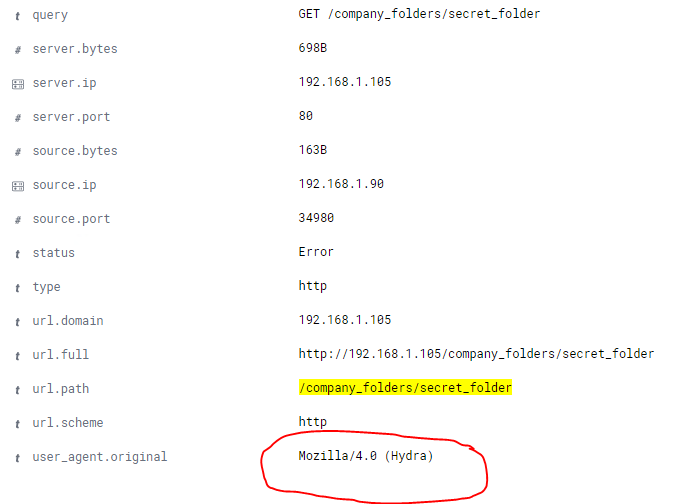 t query GET /company_folders/secret_folder
# server.bytes 698B
server.ip 192.168.1.105
# server.port 80
# source.bytes 163B
source.ip 192.168.1.90
# source.port 34980
t status Error
t type http
t url.domain 192.168.1.105
t url.full http://192.168.1.105/company_folders/secret_folder
t url.path /company_folders/secret_folder
t url.scheme http
t user_agent.original Mozilla/4.0 (Hydra)